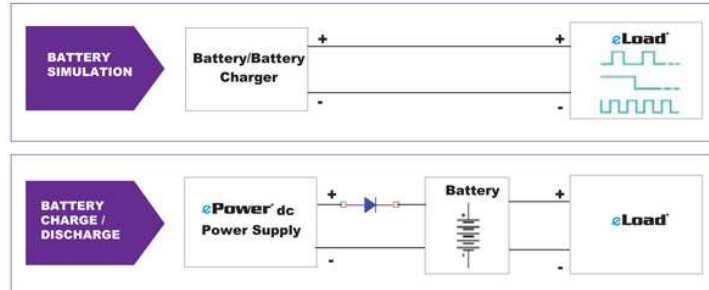 BATTERY
SIMULATION
Battery/Battery
Charger
+
-
+
-
eLoad
BATTERY
CHARGE /
DISCHARGE
ePower dc
Power Supply
+
-
Battery
+
-
eLoad